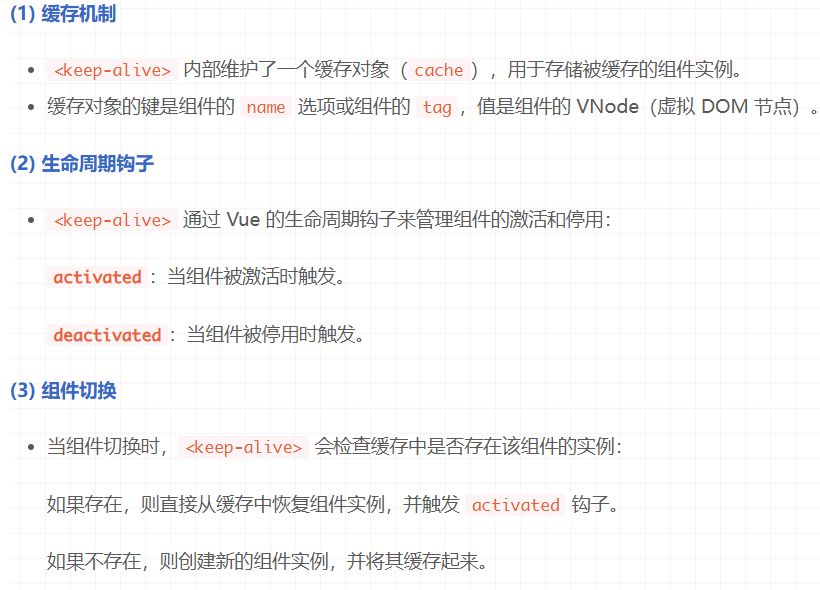 (1) 缓存机制
• <keep-alive> 内部维护了一个缓存对象（cache），用于存储被缓存的组件实例。
• 缓存对象的键是组件的 name 选项或组件的 tag，值是组件的 VNode（虚拟 DOM 节点）。
(2) 生命周期钩子
• <keep-alive> 通过 Vue 的生命周期钩子来管理组件的激活和停用：
activated：当组件被激活时触发。
deactivated：当组件被停用时触发。
(3) 组件切换
• 当组件切换时，<keep-alive> 会检查缓存中是否存在该组件的实例：
如果存在，则直接从缓存中恢复组件实例，并触发 activated 钩子。
如果不存在，则创建新的组件实例，并将其缓存起来。